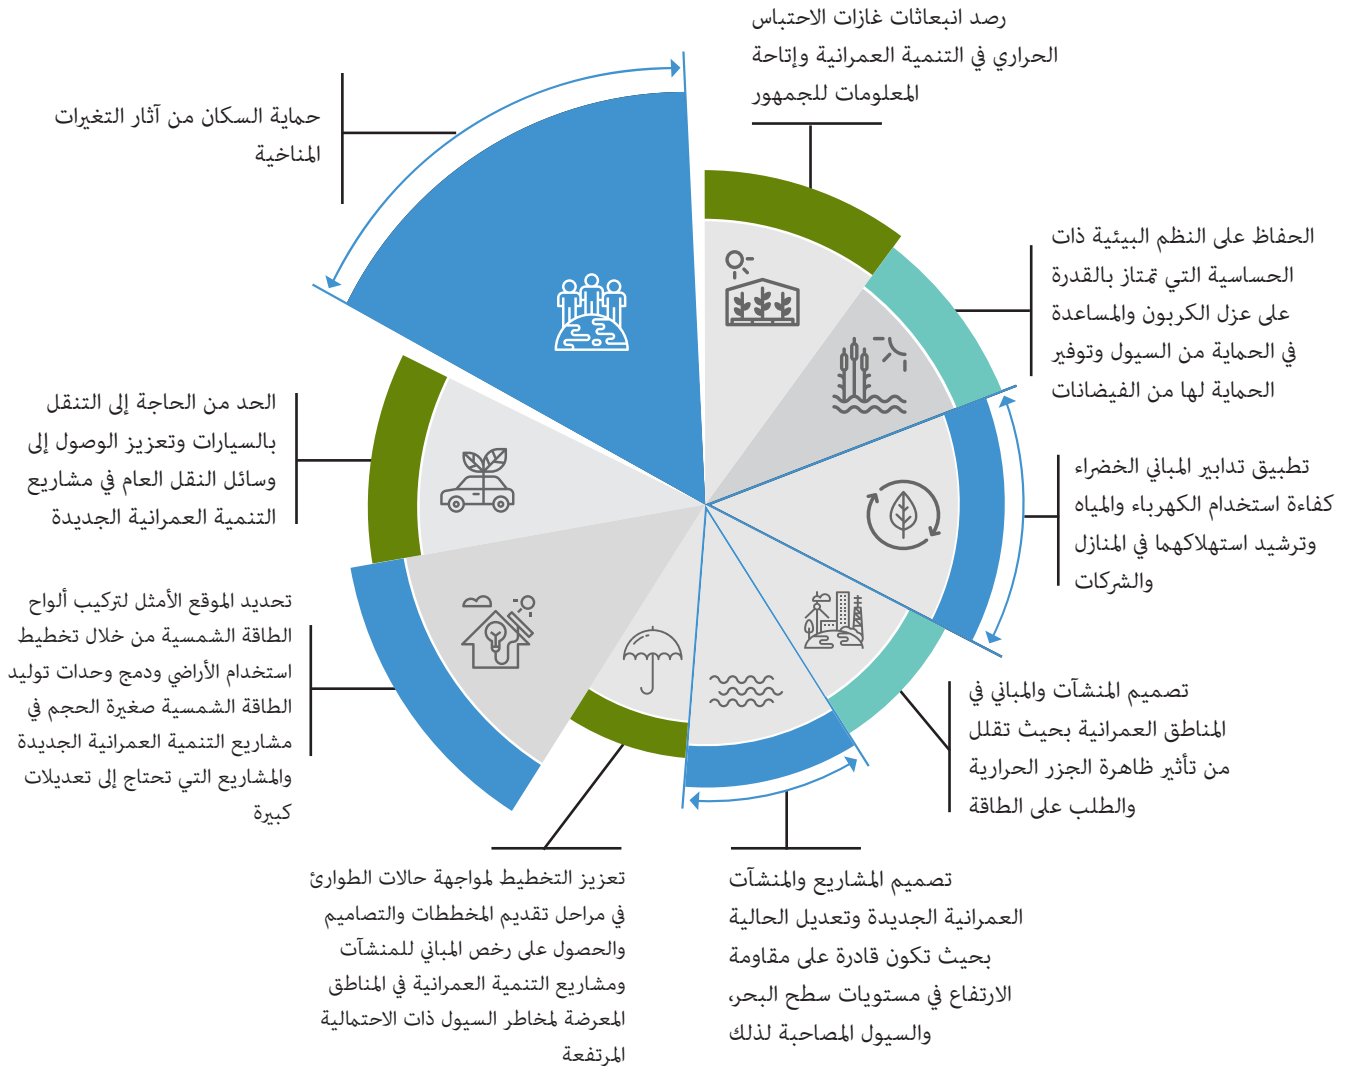 رصد انبعاثات غازات الاحتباس
الحراري في التنمية العمرانية وإتاحة
المعلومات للجمهور
الحفاظ على النظم البيئية ذات
الحساسية التي تمتاز بالقدرة
على عزل الكربون والمساعدة
في الحماية من السيول وتوفير
الحماية لها من الفيضانات
تطبيق تدابير المباني الخضراء
كفاءة استخدام الكهرباء والمياه
وترشيد استهلاكهما في المنازل
والشركات
تصميم المنشآت والمباني في
المناطق العمرانية بحيث تقلل
من تأثير ظاهرة الجزر الحرارية
والطلب على الطاقة
تصميم المشاريع والمنشآت
العمرانية الجديدة وتعديل الحالية
بحيث تكون قادرة على مقاومة
الارتفاع في مستويات سطح البحر،
والسيول المصاحبة لذلك
تعزيز التخطيط لمواجهة حالات الطوارئ
في مراحل تقديم المخططات والتصاميم
والحصول على رخص المباني للمنشآت
ومشاريع التنمية العمرانية في المناطق
المعرضة لمخاطر السيول ذات الاحتمالية
المرتفعة
تحديد الموقع الأمثل لتركيب ألواح
الطاقة الشمسية من خلال تخطيط
استخدام الأراضي ودمج وحدات توليد
الطاقة الشمسية صغيرة الحجم في
مشاريع التنمية العمرانية الجديدة
والمشاريع التي تحتاج إلى تعديلات
كبيرة
الحد من الحاجة إلى التنقل
بالسيارات وتعزيز الوصول إلى
وسائل النقل العام في مشاريع
التنمية العمرانية الجديدة
حماية السكان من آثار التغيرات
المناخية